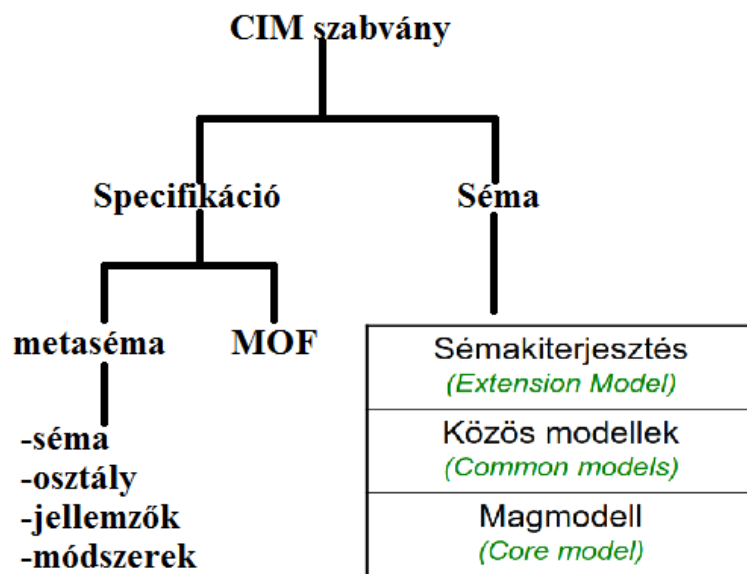 CIM szabvány
Specifikáció
Séma
metaséma
MOF
-séma
-osztály
-jellemzők
-módszerek
Sémakiterjesztés
(Extension Model)
Közös modellek
(Common models)
Magmodell
(Core model)